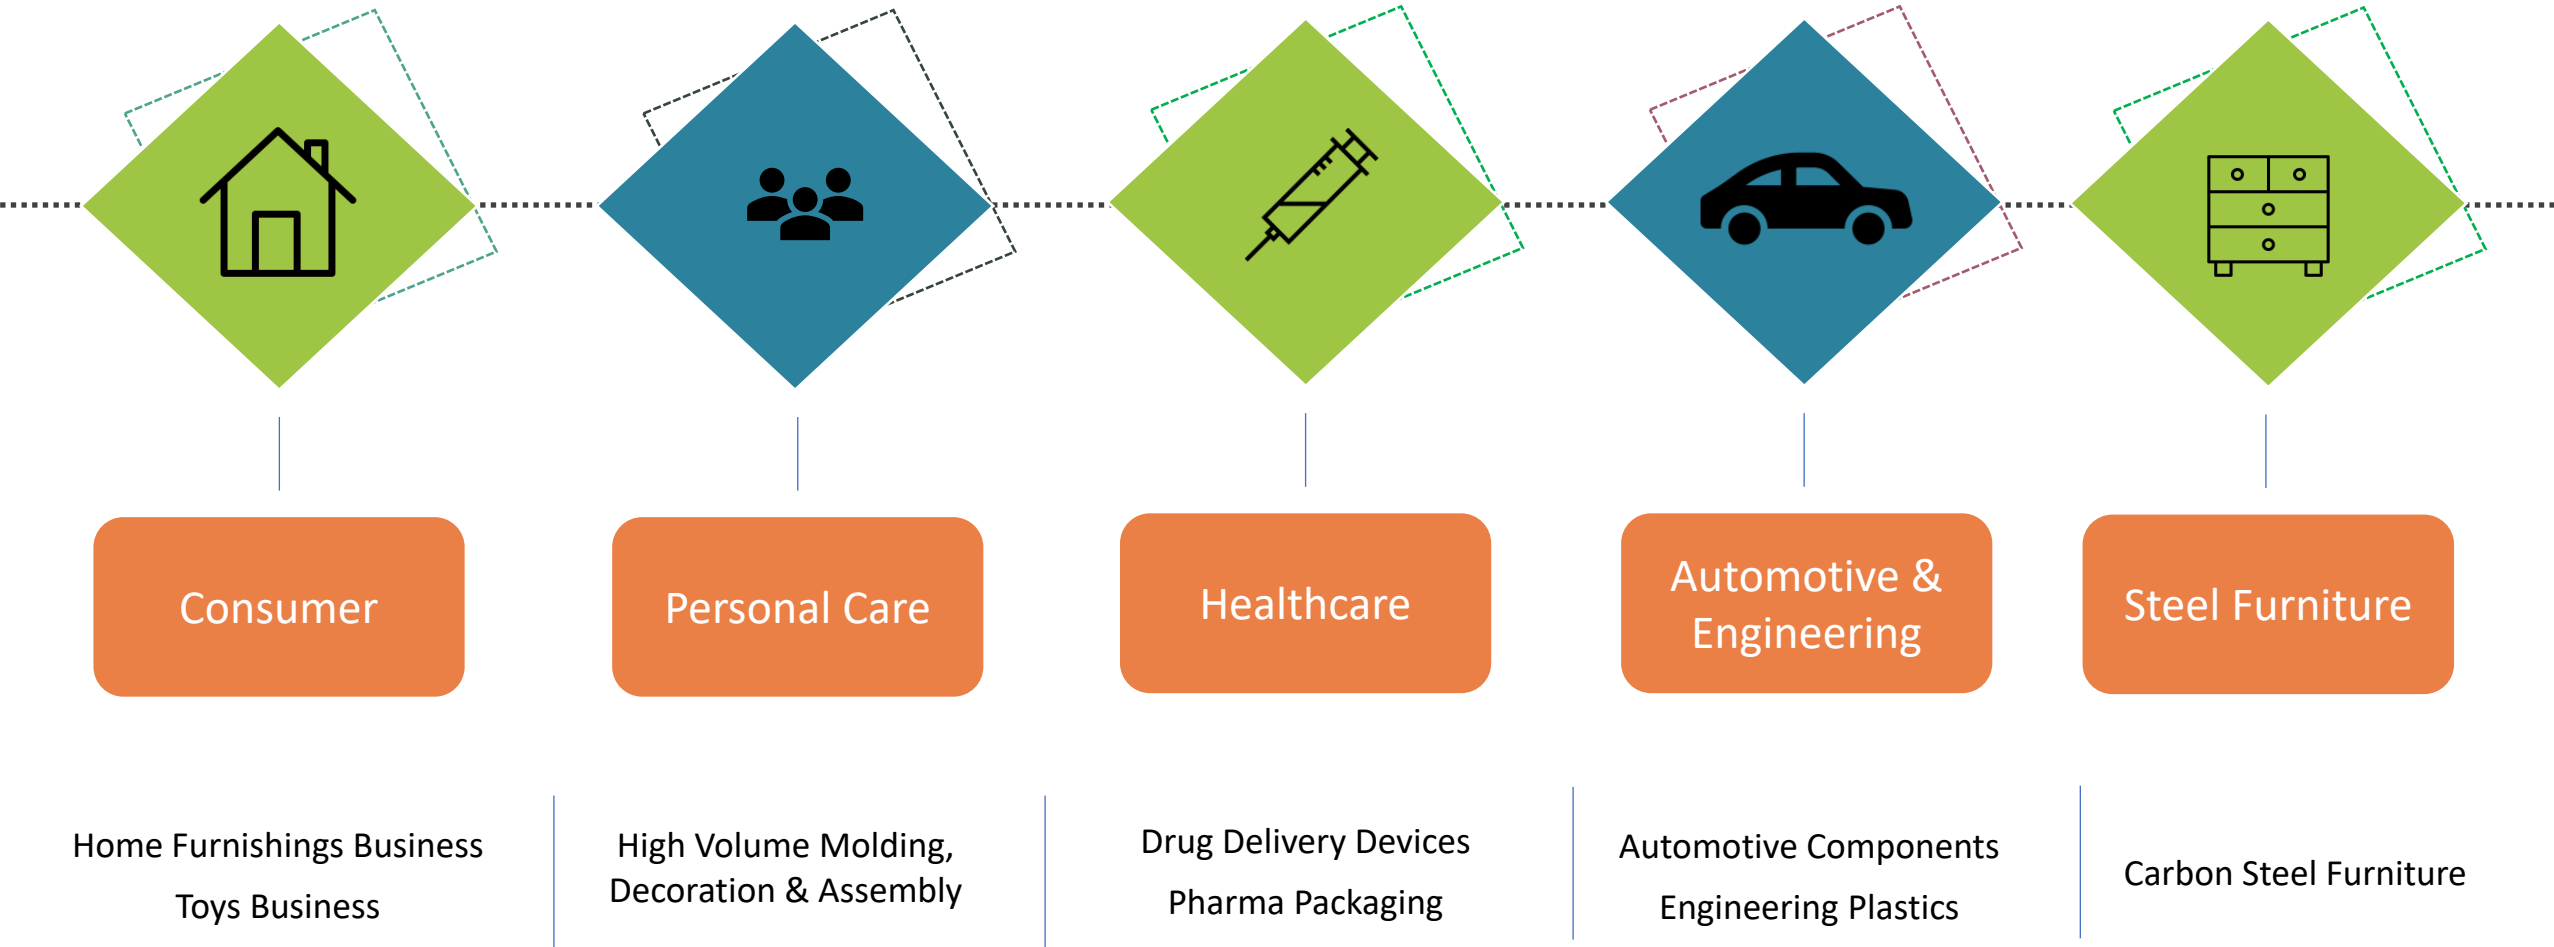 Consumer
Personal Care
Healthcare
Automotive &
Engineering
Steel Furniture
Home Furnishings Business
Toys Business
High Volume Molding,
Decoration & Assembly
Drug Delivery Devices
Pharma Packaging
Automotive Components
Engineering Plastics
Carbon Steel Furniture